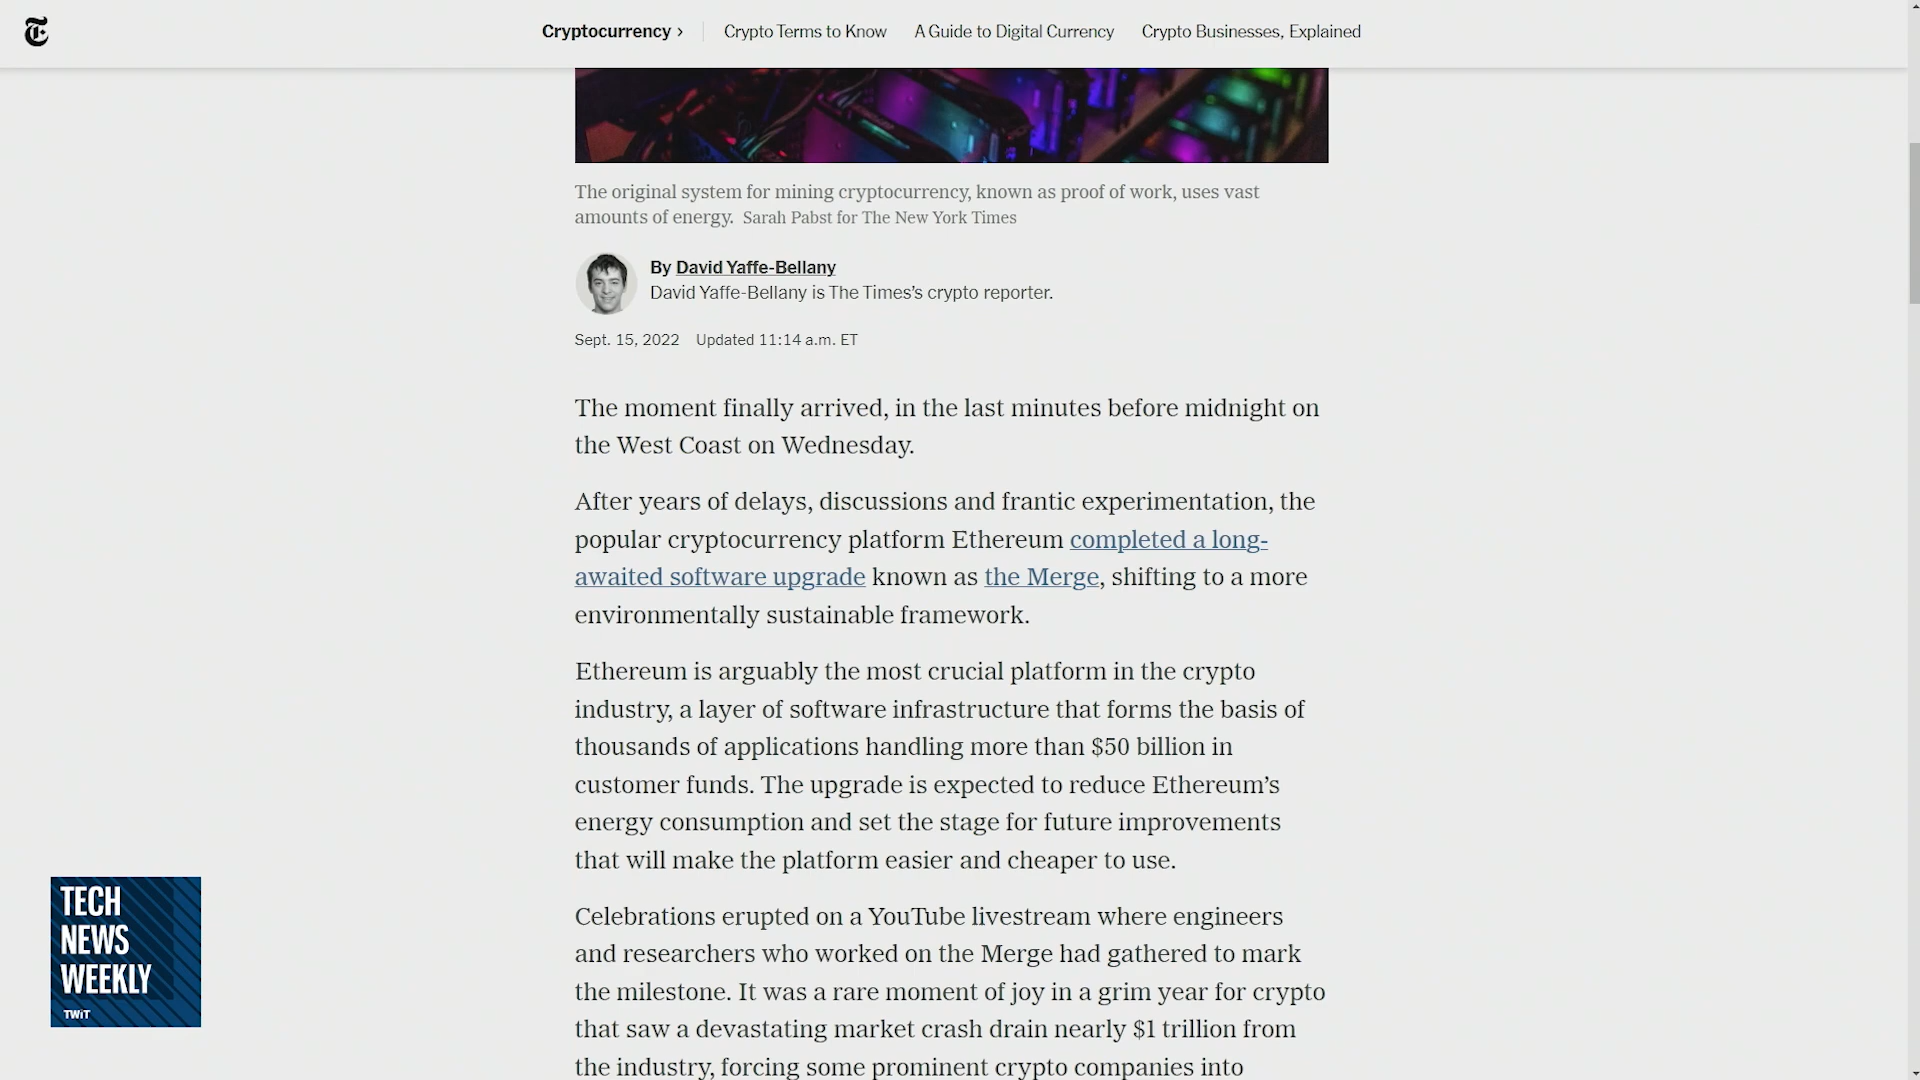 Cryptocurrency ›
Crypto Terms to Know
A Guide to Digital Currency
Crypto Businesses, Explained
The original system for mining cryptocurrency, known as proof of work, uses vast
amounts of energy. Sarah Pabst for The New York Times
By David Yaffe-Bellany
David Yaffe-Bellany is The Times’s crypto reporter.
Sept. 15, 2022 Updated 11:14 a.m. ET
The moment finally arrived, in the last minutes before midnight on
the West Coast on Wednesday.
After years of delays, discussions and frantic experimentation, the
popular cryptocurrency platform Ethereum completed a long-
awaited software upgrade known as the Merge, shifting to a more
environmentally sustainable framework.
Ethereum is arguably the most crucial platform in the crypto
industry, a layer of software infrastructure that forms the basis of
thousands of applications handling more than $50 billion in
customer funds. The upgrade is expected to reduce Ethereum’s
energy consumption and set the stage for future improvements
that will make the platform easier and cheaper to use.
Celebrations erupted on a YouTube livestream where engineers
and researchers who worked on the Merge had gathered to mark
the milestone. It was a rare moment of joy in a grim year for crypto
that saw a devastating market crash drain nearly $1 trillion from
the industry, forcing some prominent crypto companies into
TECH
NEWS
WEEKLY
TWiT